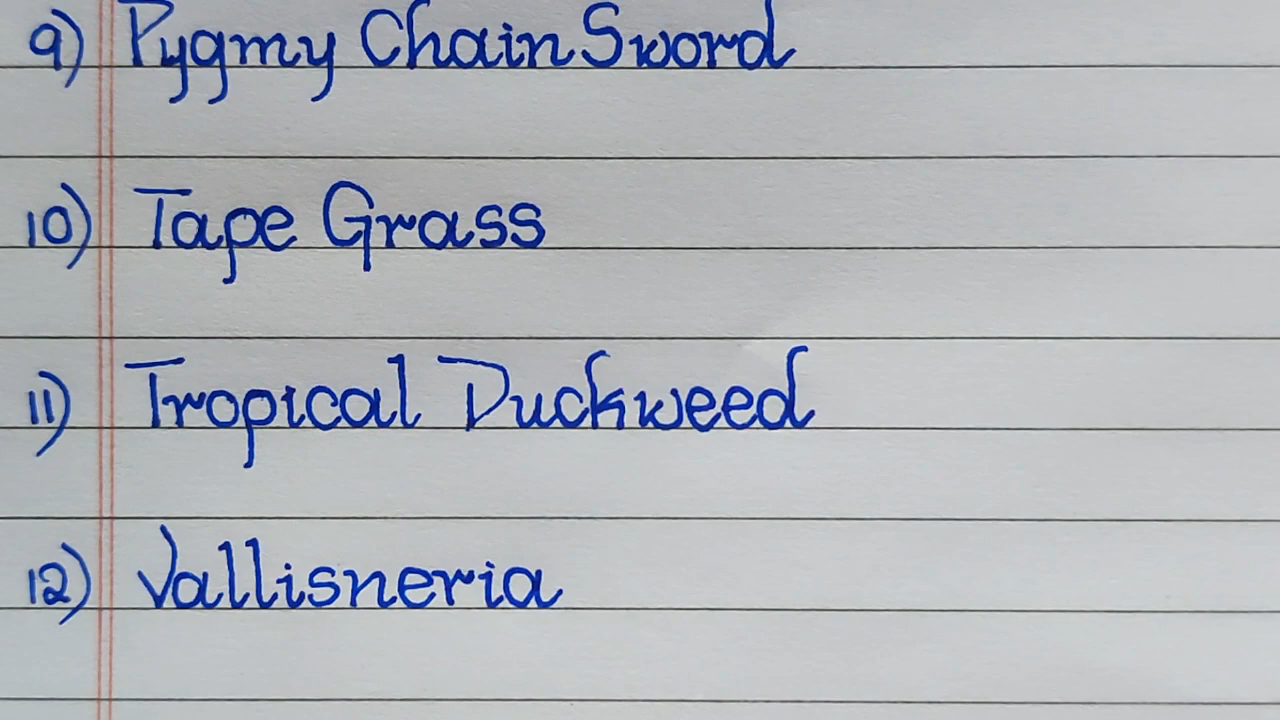 9) Pygmy Chain Sword
10) Tape Grass
11) Tropical Duckweed
12) Vallisneria